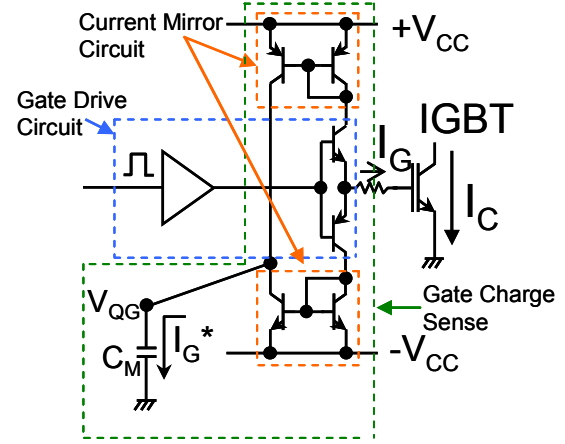 Current Mirror
Circuit
+VCC
Gate Drive
Circuit
IG
IGBT
IC
VQG
CM
IG*
Gate Charge
Sense
-VCC